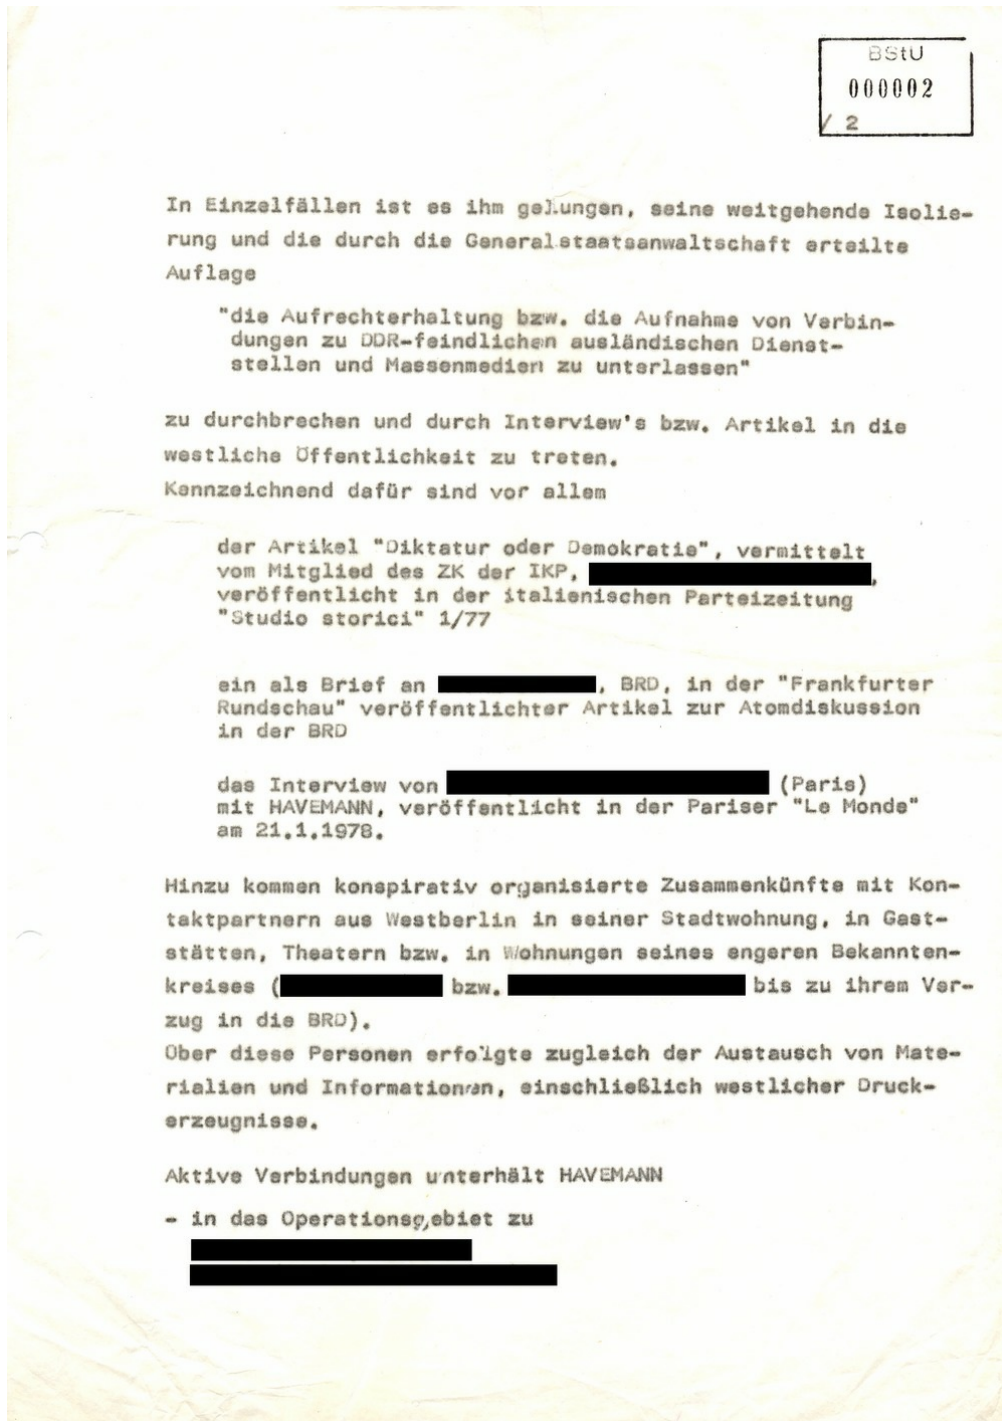 BStU
000002
/ 2
In Einzelfällen ist es ihm gelungen, seine weitgehende Isolie-
rung und die durch die Generalstaatsanwaltschaft erteilte
Auflage
"die Aufrechterhaltung bzw. die Aufnahme von Verbin-
dungen zu DDR-feindlichen ausländischen Dienst-
stellen und Massenmedien zu unterlassen"
zu durchbrechen und durch Interview's bzw. Artikel in die
westliche Öffentlichkeit zu treten.
Kennzeichnend dafür sind vor allem
der Artikel "Diktatur oder Demokratie", vermittelt
vom Mitglied des ZK der IKP, ,
veröffentlicht in der italienischen Parteizeitung
"Studio storici" 1/77
ein als Brief an , BRD, in der "Frankfurter
Rundschau" veröffentlichter Artikel zur Atomdiskussion
in der BRD
das Interview von (Paris)
mit HAVEMANN, veröffentlicht in der Pariser "Le Monde"
am 21.1.1978.
Hinzu kommen konspirativ organisierte Zusammenkünfte mit Kon-
taktpartnern aus Westberlin in seiner Stadtwohnung, in Gast-
stätten, Theatern bzw. in Wohnungen seines engeren Bekannten-
kreises ( bzw. bis zu ihrem Ver-
zug in die BRD).
Über diese Personen erfolgte zugleich der Austausch von Mate-
rialien und Informationen, einschließlich westlicher Druck-
erzeugnisse.
Aktive Verbindungen unterhält HAVEMANN
- in das Operationsgebiet zu